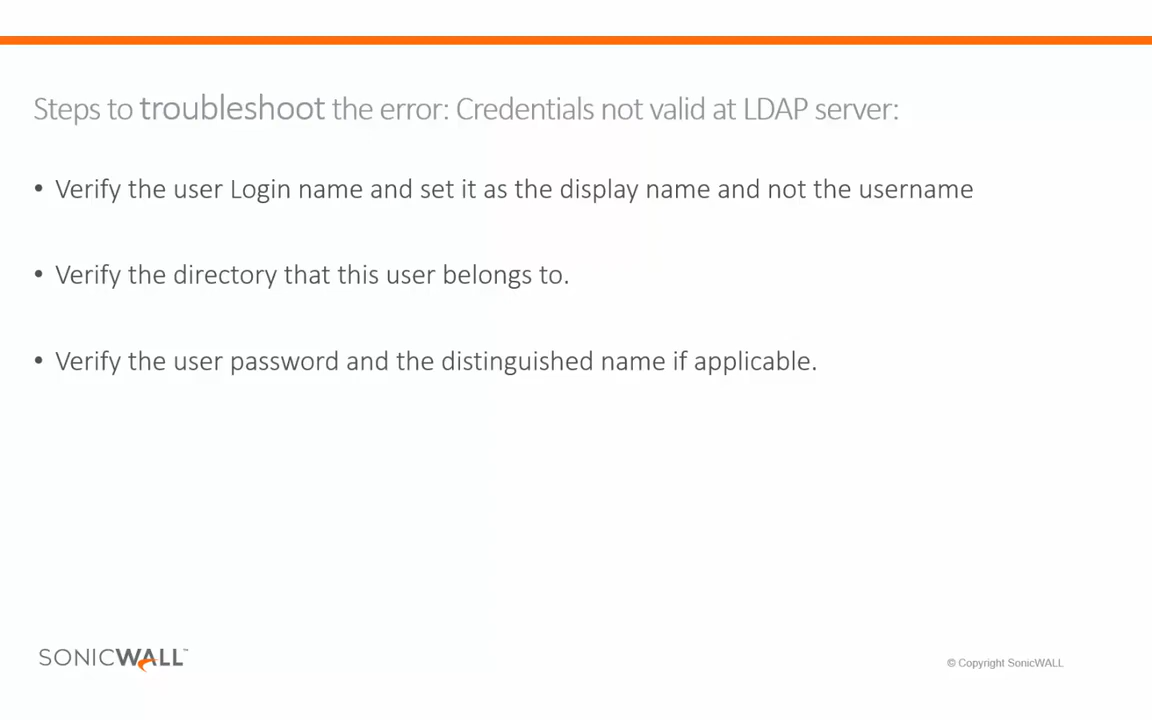 Steps to troubleshoot the error: Credentials not valid at LDAP server:
• Verify the user Login name and set it as the display name and not the username
• Verify the directory that this user belongs to.
• Verify the user password and the distinguished name if applicable.
SONICWALL™
© Copyright SonicWALL